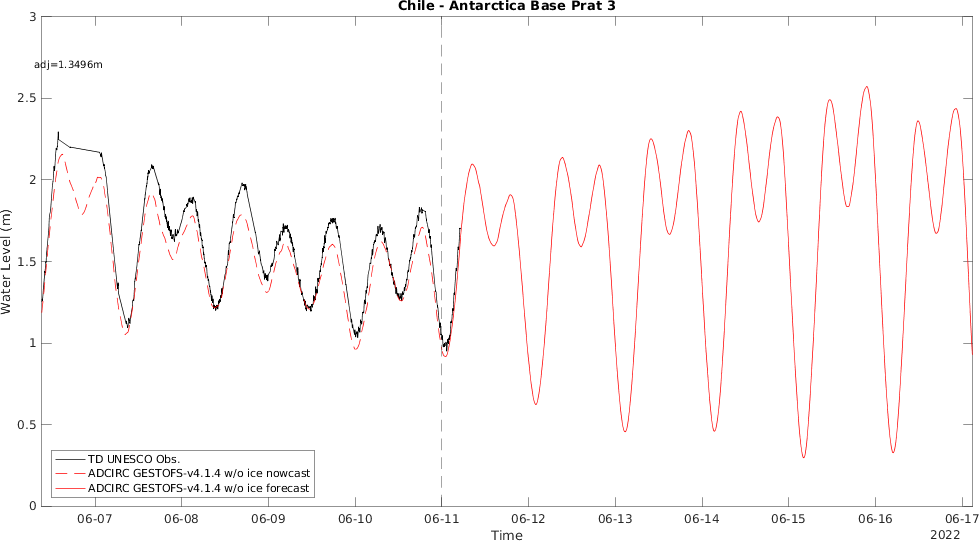 Chile - Antarctica Base Prat 3
adj=1.3496m
3
2.5
2
1.5
1
0.5
0
Water Level (m)
TD UNESCO Obs.
ADCIRC GESTOFS-v4.1.4 w/o ice nowcast
ADCIRC GESTOFS-v4.1.4 w/o ice forecast
06-07 06-08 06-09 06-10 06-11 06-12 06-13 06-14 06-15 06-16 06-17
Time
2022